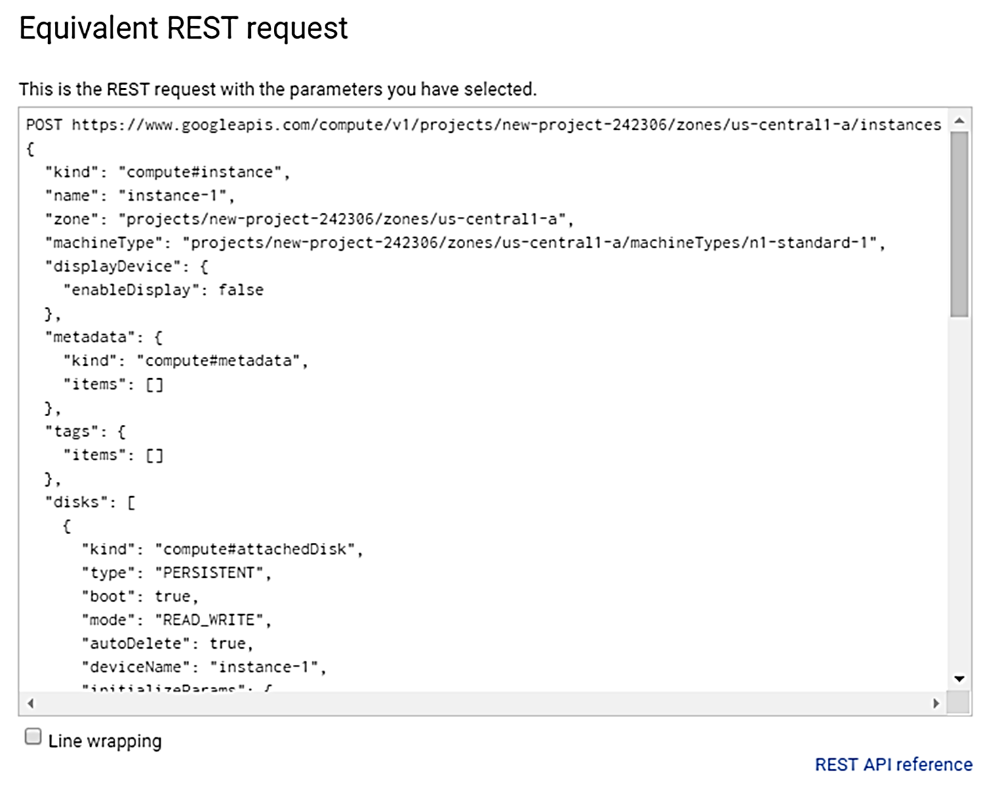 Equivalent REST request
This is the REST request with the parameters you have selected.
POST https://www.googleapis.com/compute/v1/projects/new-project-242306/zones/us-central1-a/instances
{
  "kind": "compute#instance",
  "name": "instance-1",
  "zone": "projects/new-project-242306/zones/us-central1-a",
  "machineType": "projects/new-project-242306/zones/us-central1-a/machineTypes/n1-standard-1",
  "displayDevice": {
    "enableDisplay": false
  },
  "metadata": {
    "kind": "compute#metadata",
    "items": []
  },
  "tags": {
    "items": []
  },
  "disks": [
    {
      "kind": "compute#attachedDisk",
      "type": "PERSISTENT",
      "boot": true,
      "mode": "READ_WRITE",
      "autoDelete": true,
      "deviceName": "instance-1",
      "initializeParams": {
Line wrapping
REST API reference